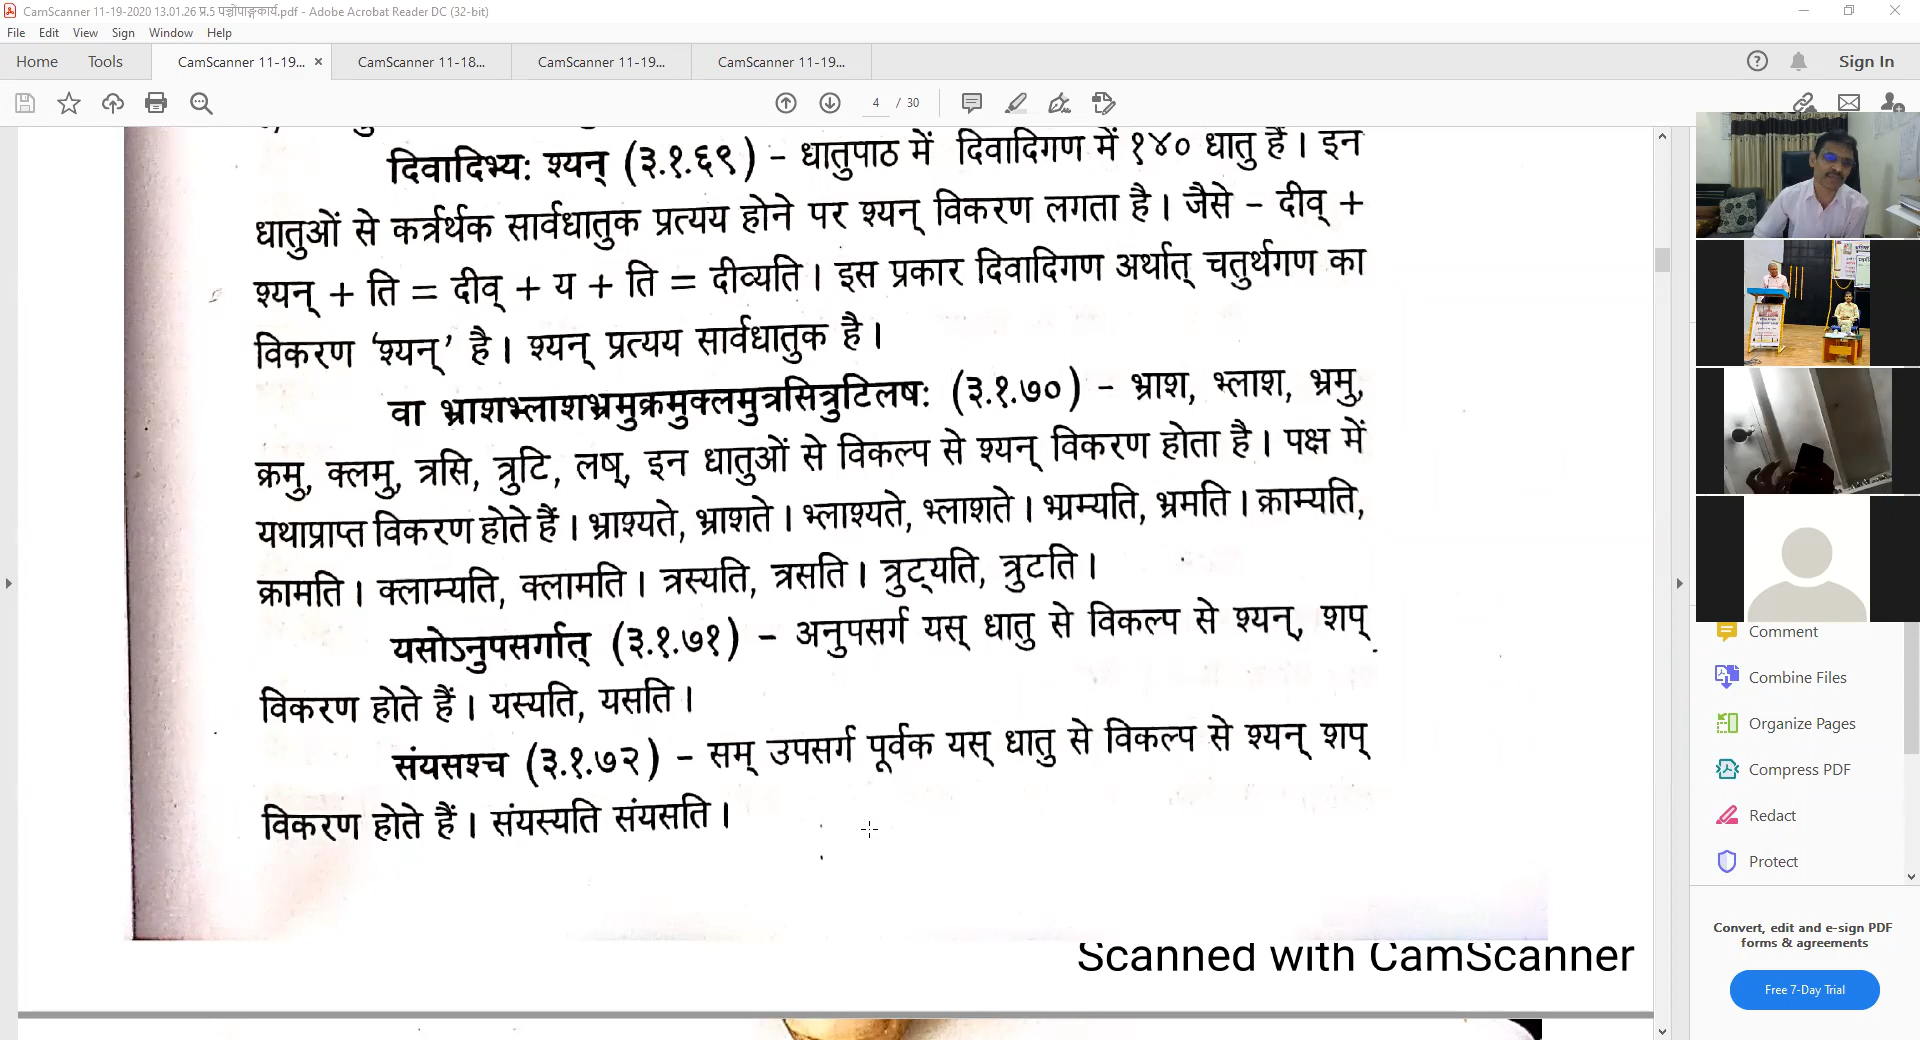 CamScanner 11-19-2020 13.01.26 प्र.5 पञ्चोपाङ्गकार्य.pdf - Adobe Acrobat Reader DC (32-bit)
File Edit View Sign Window Help
Home Tools CamScanner 11-19... × CamScanner 11-18... CamScanner 11-19... CamScanner 11-19... Sign In
4 / 30
दिवादिभ्यः श्यन् (३.१.६९) - धातुपाठ में दिवादिगण में १४० धातु हैं । इन
धातुओं से कर्त्रर्थक सार्वधातुक प्रत्यय होने पर श्यन् विकरण लगता है । जैसे - दीव् +
श्यन् + ति = दीव् + य + ति = दीव्यति । इस प्रकार दिवादिगण अर्थात् चतुर्थगण का
विकरण ‘श्यन्’ है । श्यन् प्रत्यय सार्वधातुक है ।
वा भ्राशभ्लाशभ्रमुक्रमुक्लमुत्रसित्रुटिलषः (३.१.७०) - भ्राश, भ्लाश, भ्रमु,
क्रमु, क्लमु, त्रसि, त्रुटि, लष्, इन धातुओं से विकल्प से श्यन् विकरण होता है । पक्ष में
यथाप्राप्त विकरण होते हैं । भ्राश्यते, भ्राशते । भ्लाश्यते, भ्लाशते । भ्राम्यति, भ्रमति । क्राम्यति,
क्रामति । क्लाम्यति, क्लामति । त्रस्यति, त्रसति । त्रुट्यति, त्रुटति ।
यसोऽनुपसर्गात् (३.१.७१) - अनुपसर्ग यस् धातु से विकल्प से श्यन्, शप्
विकरण होते हैं । यस्यति, यसति ।
संयसश्च (३.१.७२) - सम् उपसर्ग पूर्वक यस् धातु से विकल्प से श्यन् शप्
विकरण होते हैं । संयस्यति संयसति ।
Scanned with CamScanner
Comment
Combine Files
Organize Pages
Compress PDF
Redact
Protect
Convert, edit and e-sign PDF
forms & agreements
Free 7-Day Trial